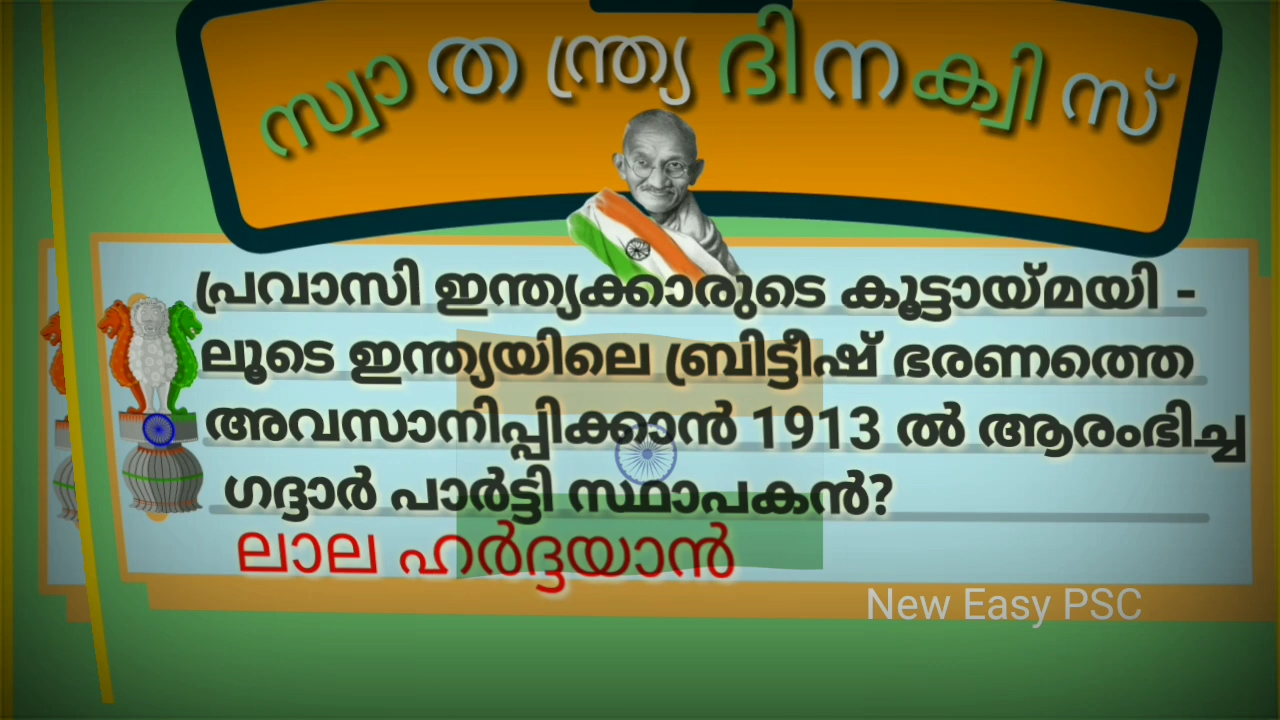 സ്വാതന്ത്ര്യദിനക്വിസ്
പ്രവാസി ഇന്ത്യക്കാരുടെ കൂട്ടായ്മയി -
ലൂടെ ഇന്ത്യയിലെ ബ്രിട്ടീഷ് ഭരണത്തെ
അവസാനിപ്പിക്കാൻ 1913 ൽ ആരംഭിച്ച
ഗദ്ദാർ പാർട്ടി സ്ഥാപകൻ?
ലാല ഹർദ്ദയാൻ
New Easy PSC